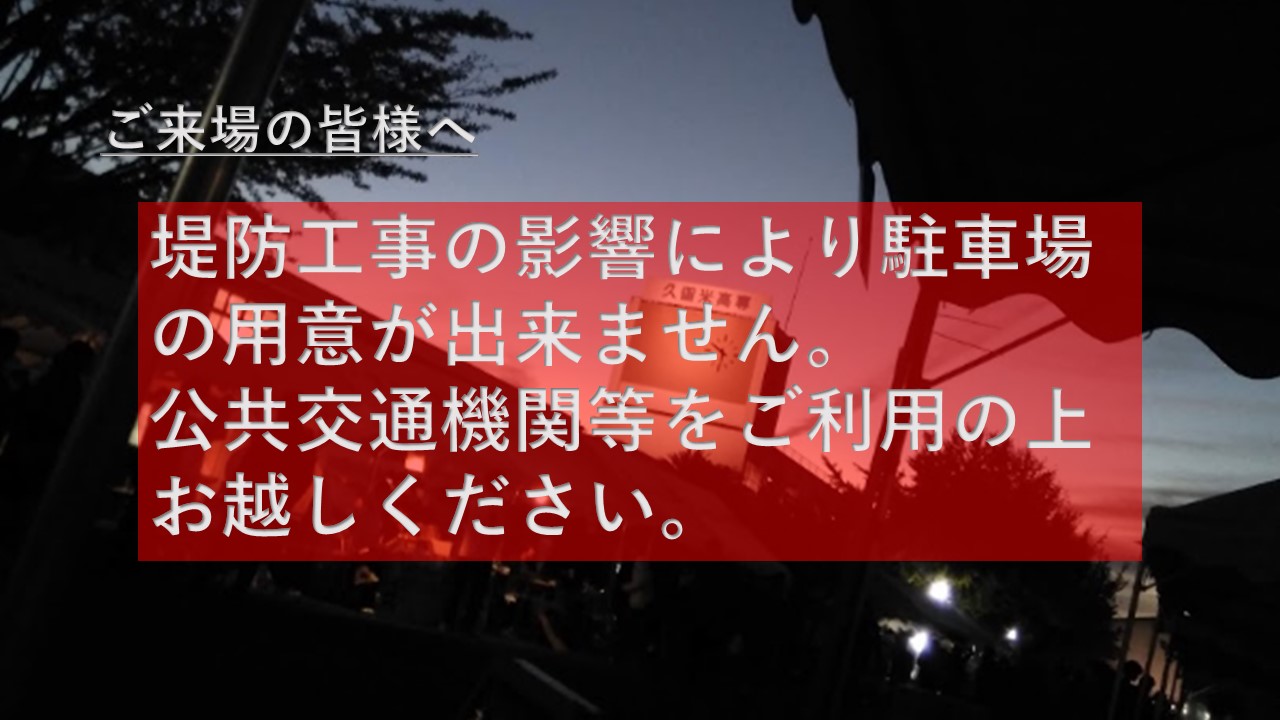 ご来場の皆様へ
堤防工事の影響により駐車場
の用意が出来ません。
久留米高専
公共交通機関等をご利用の上
お越しください。